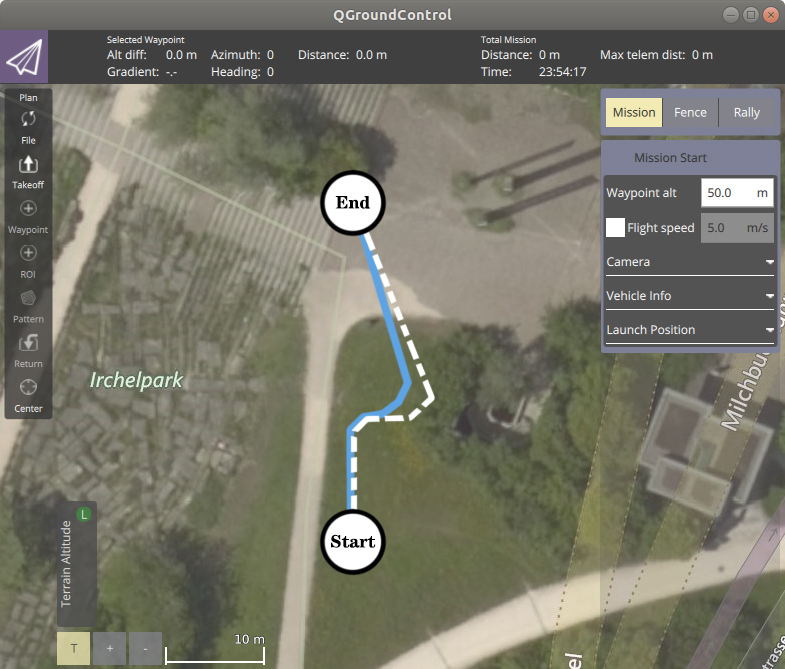 QGroundControl
Selected Waypoint
Alt diff: 0.0 m Azimuth: 0 Distance: 0.0 m
Gradient: -.- Heading: 0
Total Mission
Distance: 0 m Max telem dist: 0 m
Time: 23:54:17
Plan
File
Takeoff
Waypoint
ROI
Pattern
Return
Center
Mission Fence Rally
Mission Start
Waypoint alt 50.0 m
Flight speed 5.0 m/s
Camera
Vehicle Info
Launch Position
End
Irchelpark
Milchbu
Start
L
Terrain Altitude
T + -
10 m
el
strasse